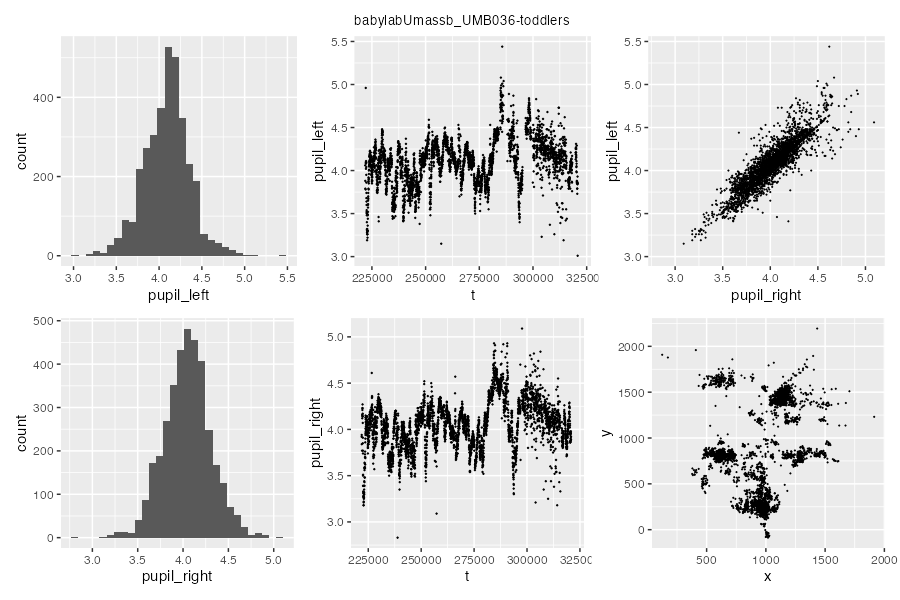 babylabUmassb_UMB036-toddlers
count
400
200
0
3.0 3.5 4.0 4.5 5.0 5.5
pupil_left
pupil_left
5.5
5.0
4.5
4.0
3.5
3.0
225000 250000 275000 300000 32500
t
pupil_left
5.5
5.0
4.5
4.0
3.5
3.0
3.0 3.5 4.0 4.5 5.0
pupil_right
count
500
400
300
200
100
0
3.0 3.5 4.0 4.5 5.0
pupil_right
pupil_right
5.0
4.5
4.0
3.5
3.0
225000 250000 275000 300000 32500
t
y
2000
1500
1000
500
0
500 1000 1500 2000
x